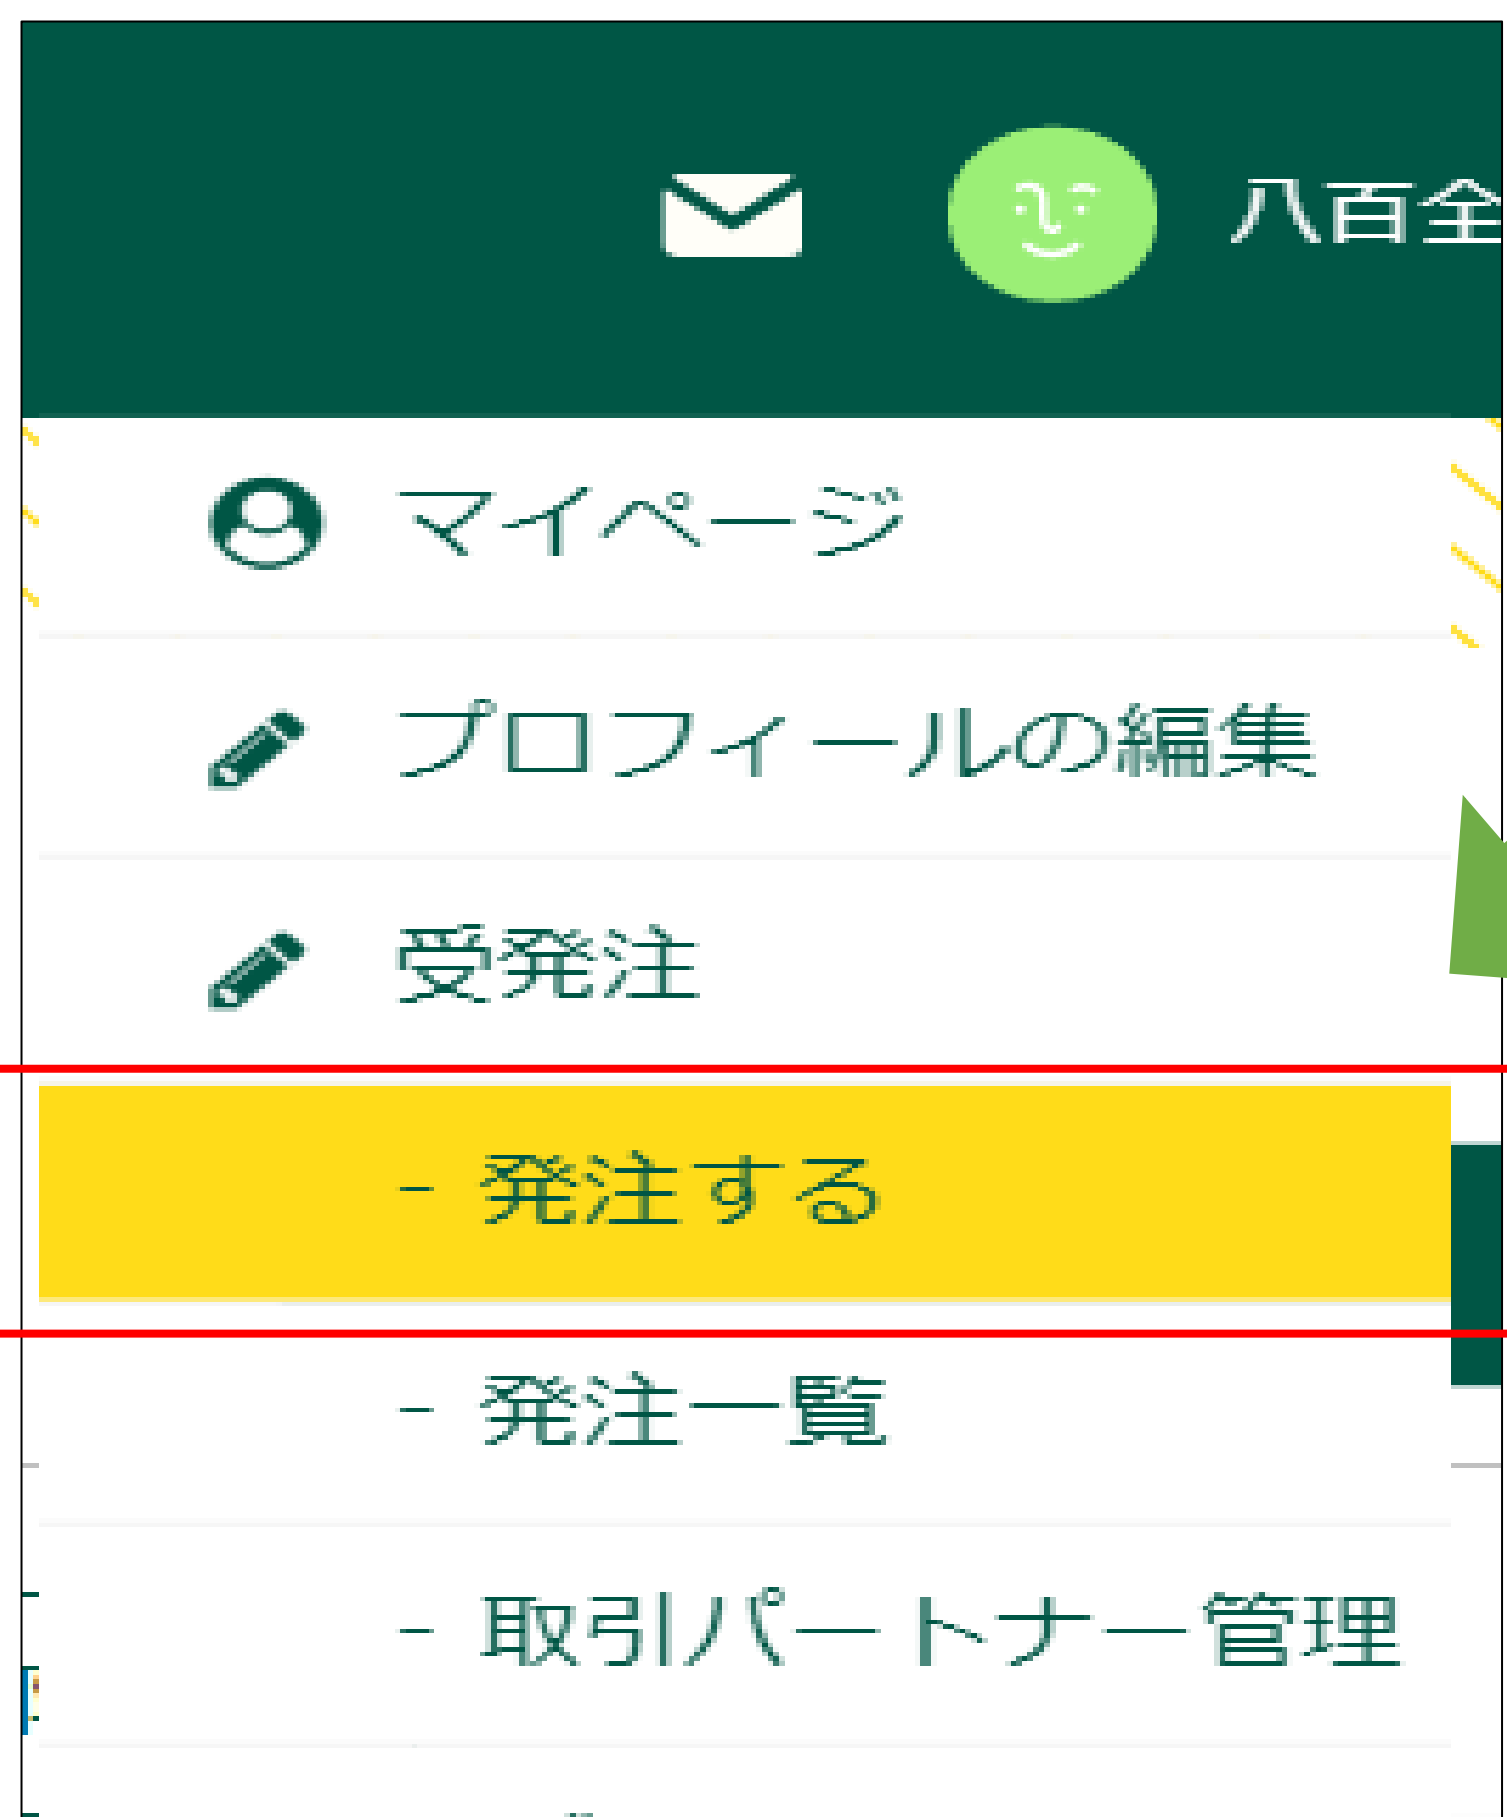 八百全
マイページ
プロフィールの編集
受発注
- 発注する
- 発注一覧
- 取引パートナー管理